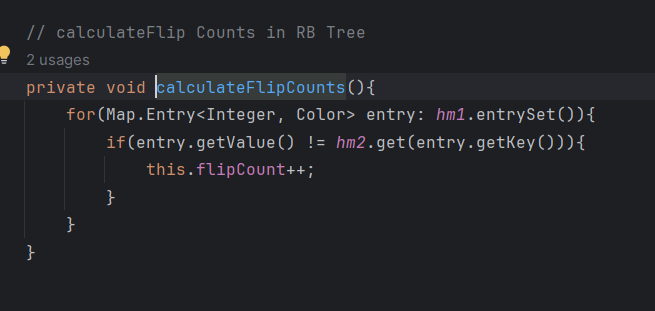 // calculateFlip Counts in RB Tree
2 usages
private void calculateFlipCounts(){
for(Map.Entry<Integer, Color> entry: hm1.entrySet()){
if(entry.getValue() != hm2.get(entry.getKey())){
this.flipCount++;
}
}
}